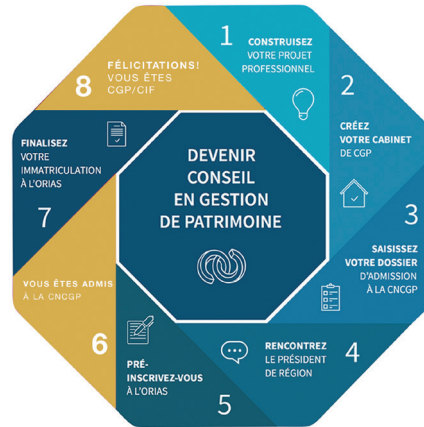 DEVENIR
CONSEIL
EN GESTION
DE PATRIMOINE
1
CONSTRUISEZ
VOTRE PROJET
PROFESSIONNEL
2
CRÉEZ
VOTRE CABINET
DE CGP
3
SAISISSEZ
VOTRE DOSSIER
D'ADMISSION
À LA CNCGP
4
RENCONTREZ
LE PRÉSIDENT
DE RÉGION
5
PRÉ-
INSCRIVEZ-VOUS
À L'ORIAS
6
VOUS ÊTES ADMIS
À LA CNCGP
7
FINALISEZ
VOTRE
IMMATRICULATION
À L'ORIAS
8
FÉLICITATIONS!
VOUS ÊTES
CGP/CIF